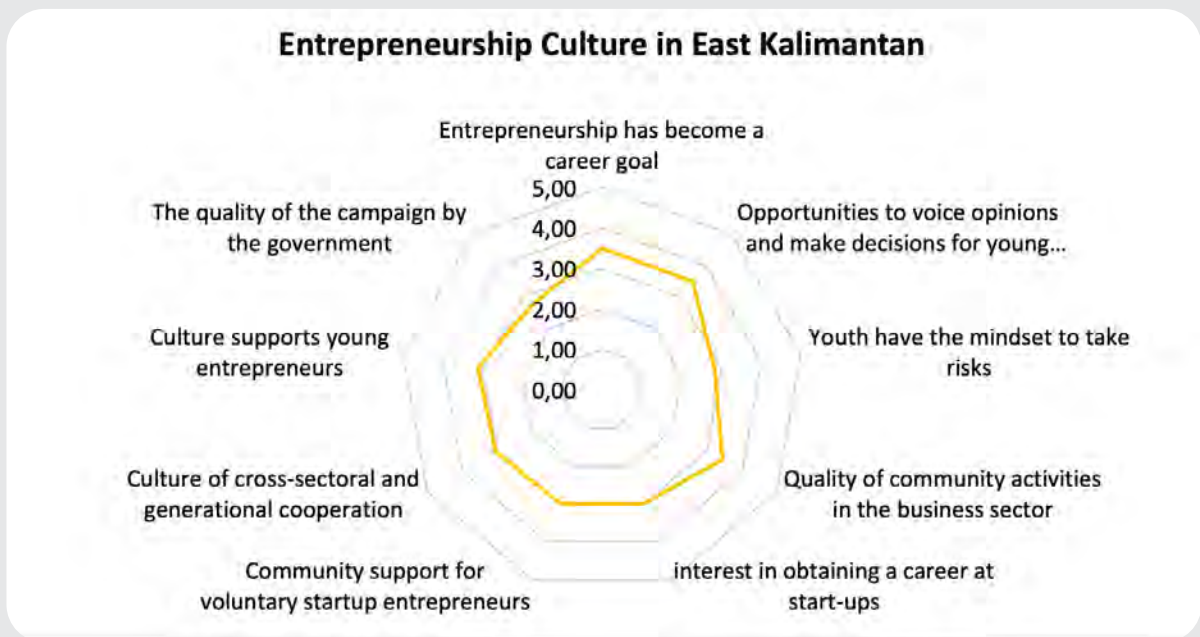 Entrepreneurship Culture in East Kalimantan
Entrepreneurship has become a
career goal
5,00
4,00
3,00
2,00
1,00
0,00
Opportunities to voice opinions
and make decisions for young...
Youth have the mindset to take
risks
Quality of community activities
in the business sector
interest in obtaining a career at
start-ups
Community support for
voluntary startup entrepreneurs
Culture of cross-sectoral and
generational cooperation
Culture supports young
entrepreneurs
The quality of the campaign by
the government